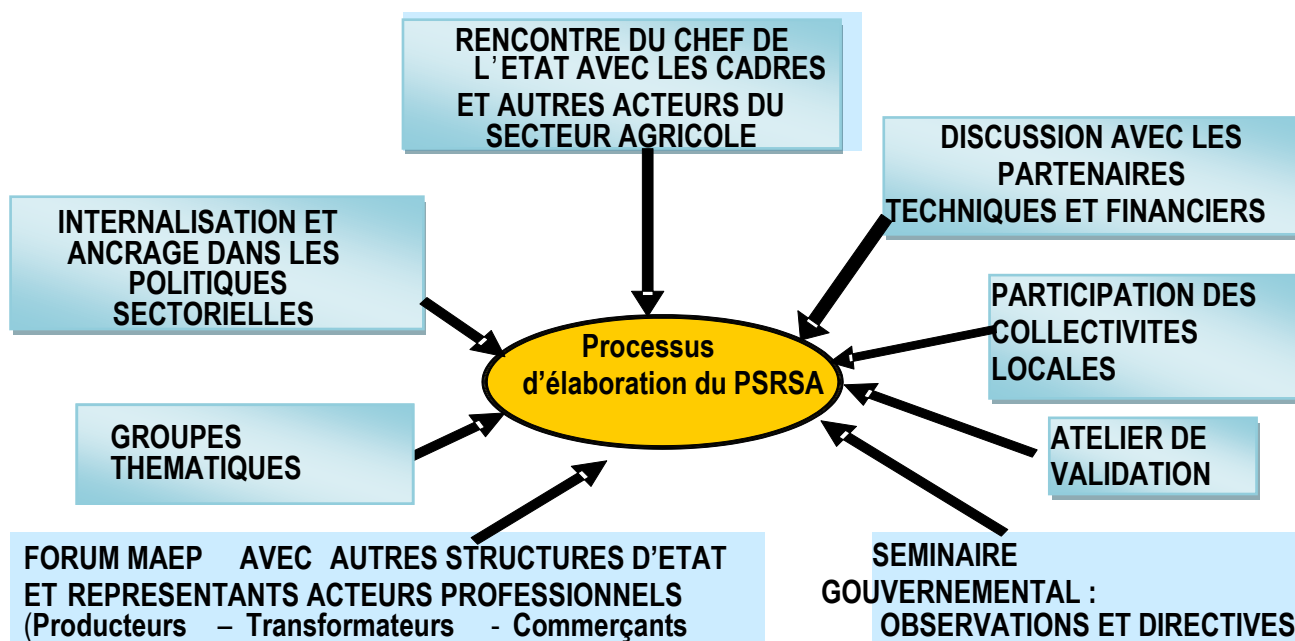 RENCONTRE DU CHEF DE
L'ETAT AVEC LES CADRES
ET AUTRES ACTEURS DU
SECTEUR AGRICOLE
DISCUSSION AVEC LES
PARTENAIRES
TECHNIQUES ET FINANCIERS
INTERNALISATION ET
ANCRAGE DANS LES
POLITIQUES
SECTORIELLES
PARTICIPATION DES
COLLECTIVITES
LOCALES
Processus
d'élaboration du PSRSA
GROUPES
THEMATIQUES
ATELIER DE
VALIDATION
FORUM MAEP AVEC AUTRES STRUCTURES D'ETAT
ET REPRESENTANTS ACTEURS PROFESSIONNELS
(Producteurs – Transformateurs - Commerçants
SEMINAIRE
GOUVERNEMENTAL :
OBSERVATIONS ET DIRECTIVES